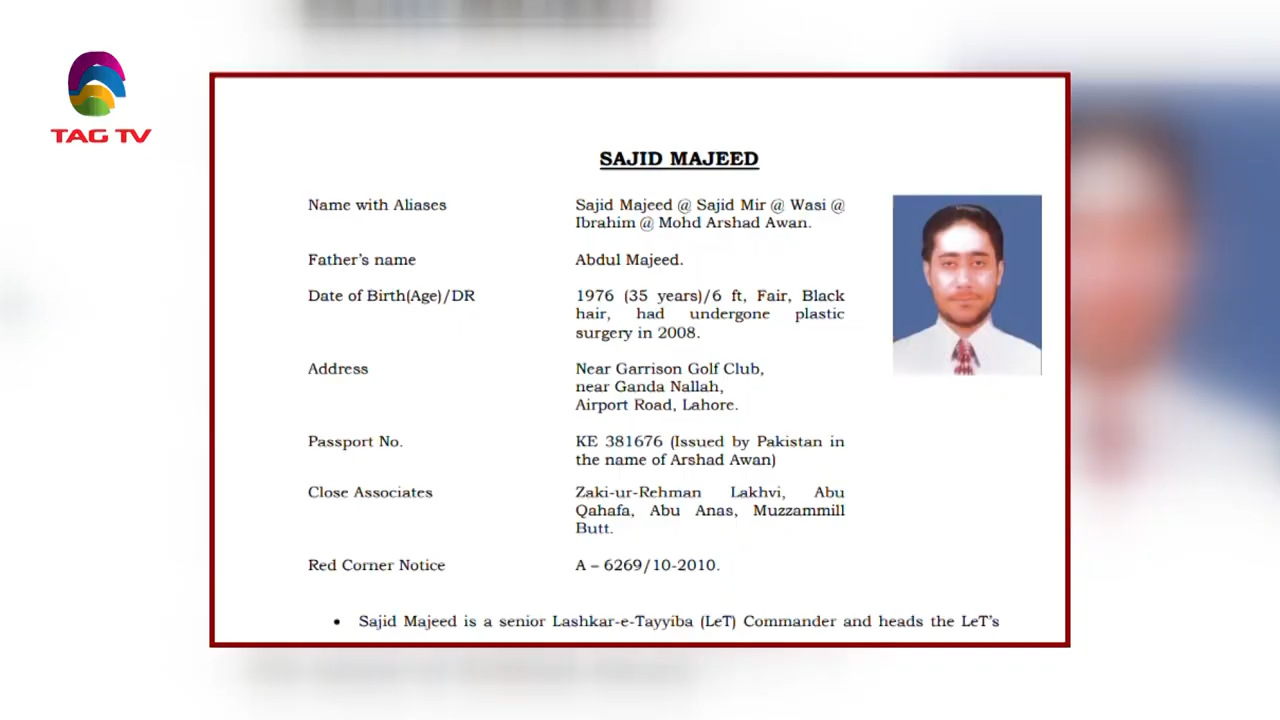 TAG TV
SAJID MAJEED
Name with Aliases
Sajid Majeed @ Sajid Mir @ Wasi @
Ibrahim @ Mohd Arshad Awan.
Father's name
Abdul Majeed.
Date of Birth(Age)/DR
1976 (35 years)/6 ft, Fair, Black
hair, had undergone plastic
surgery in 2008.
Address
Near Garrison Golf Club,
near Ganda Nallah,
Airport Road, Lahore.
Passport No.
KE 381676 (Issued by Pakistan in
the name of Arshad Awan)
Close Associates
Zaki-ur-Rehman Lakhvi, Abu
Qahafa, Abu Anas, Muzzammill
Butt.
Red Corner Notice
A – 6269/10-2010.
• Sajid Majeed is a senior Lashkar-e-Tayyiba (LeT) Commander and heads the LeT's